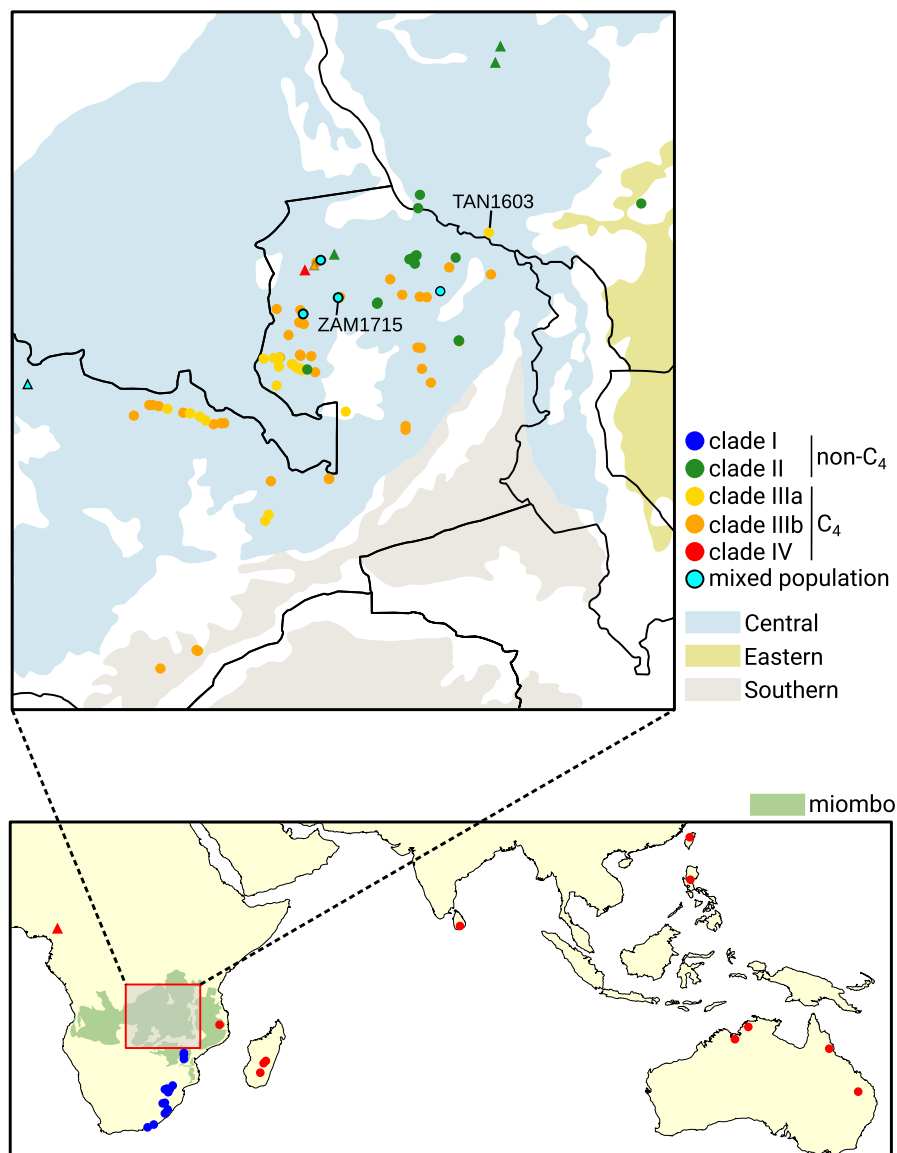 TAN1603
ZAM1715
clade I
clade II
non-C₄
clade IIIa
clade IIIb
C₄
clade IV
mixed population
Central
Eastern
Southern
miombo